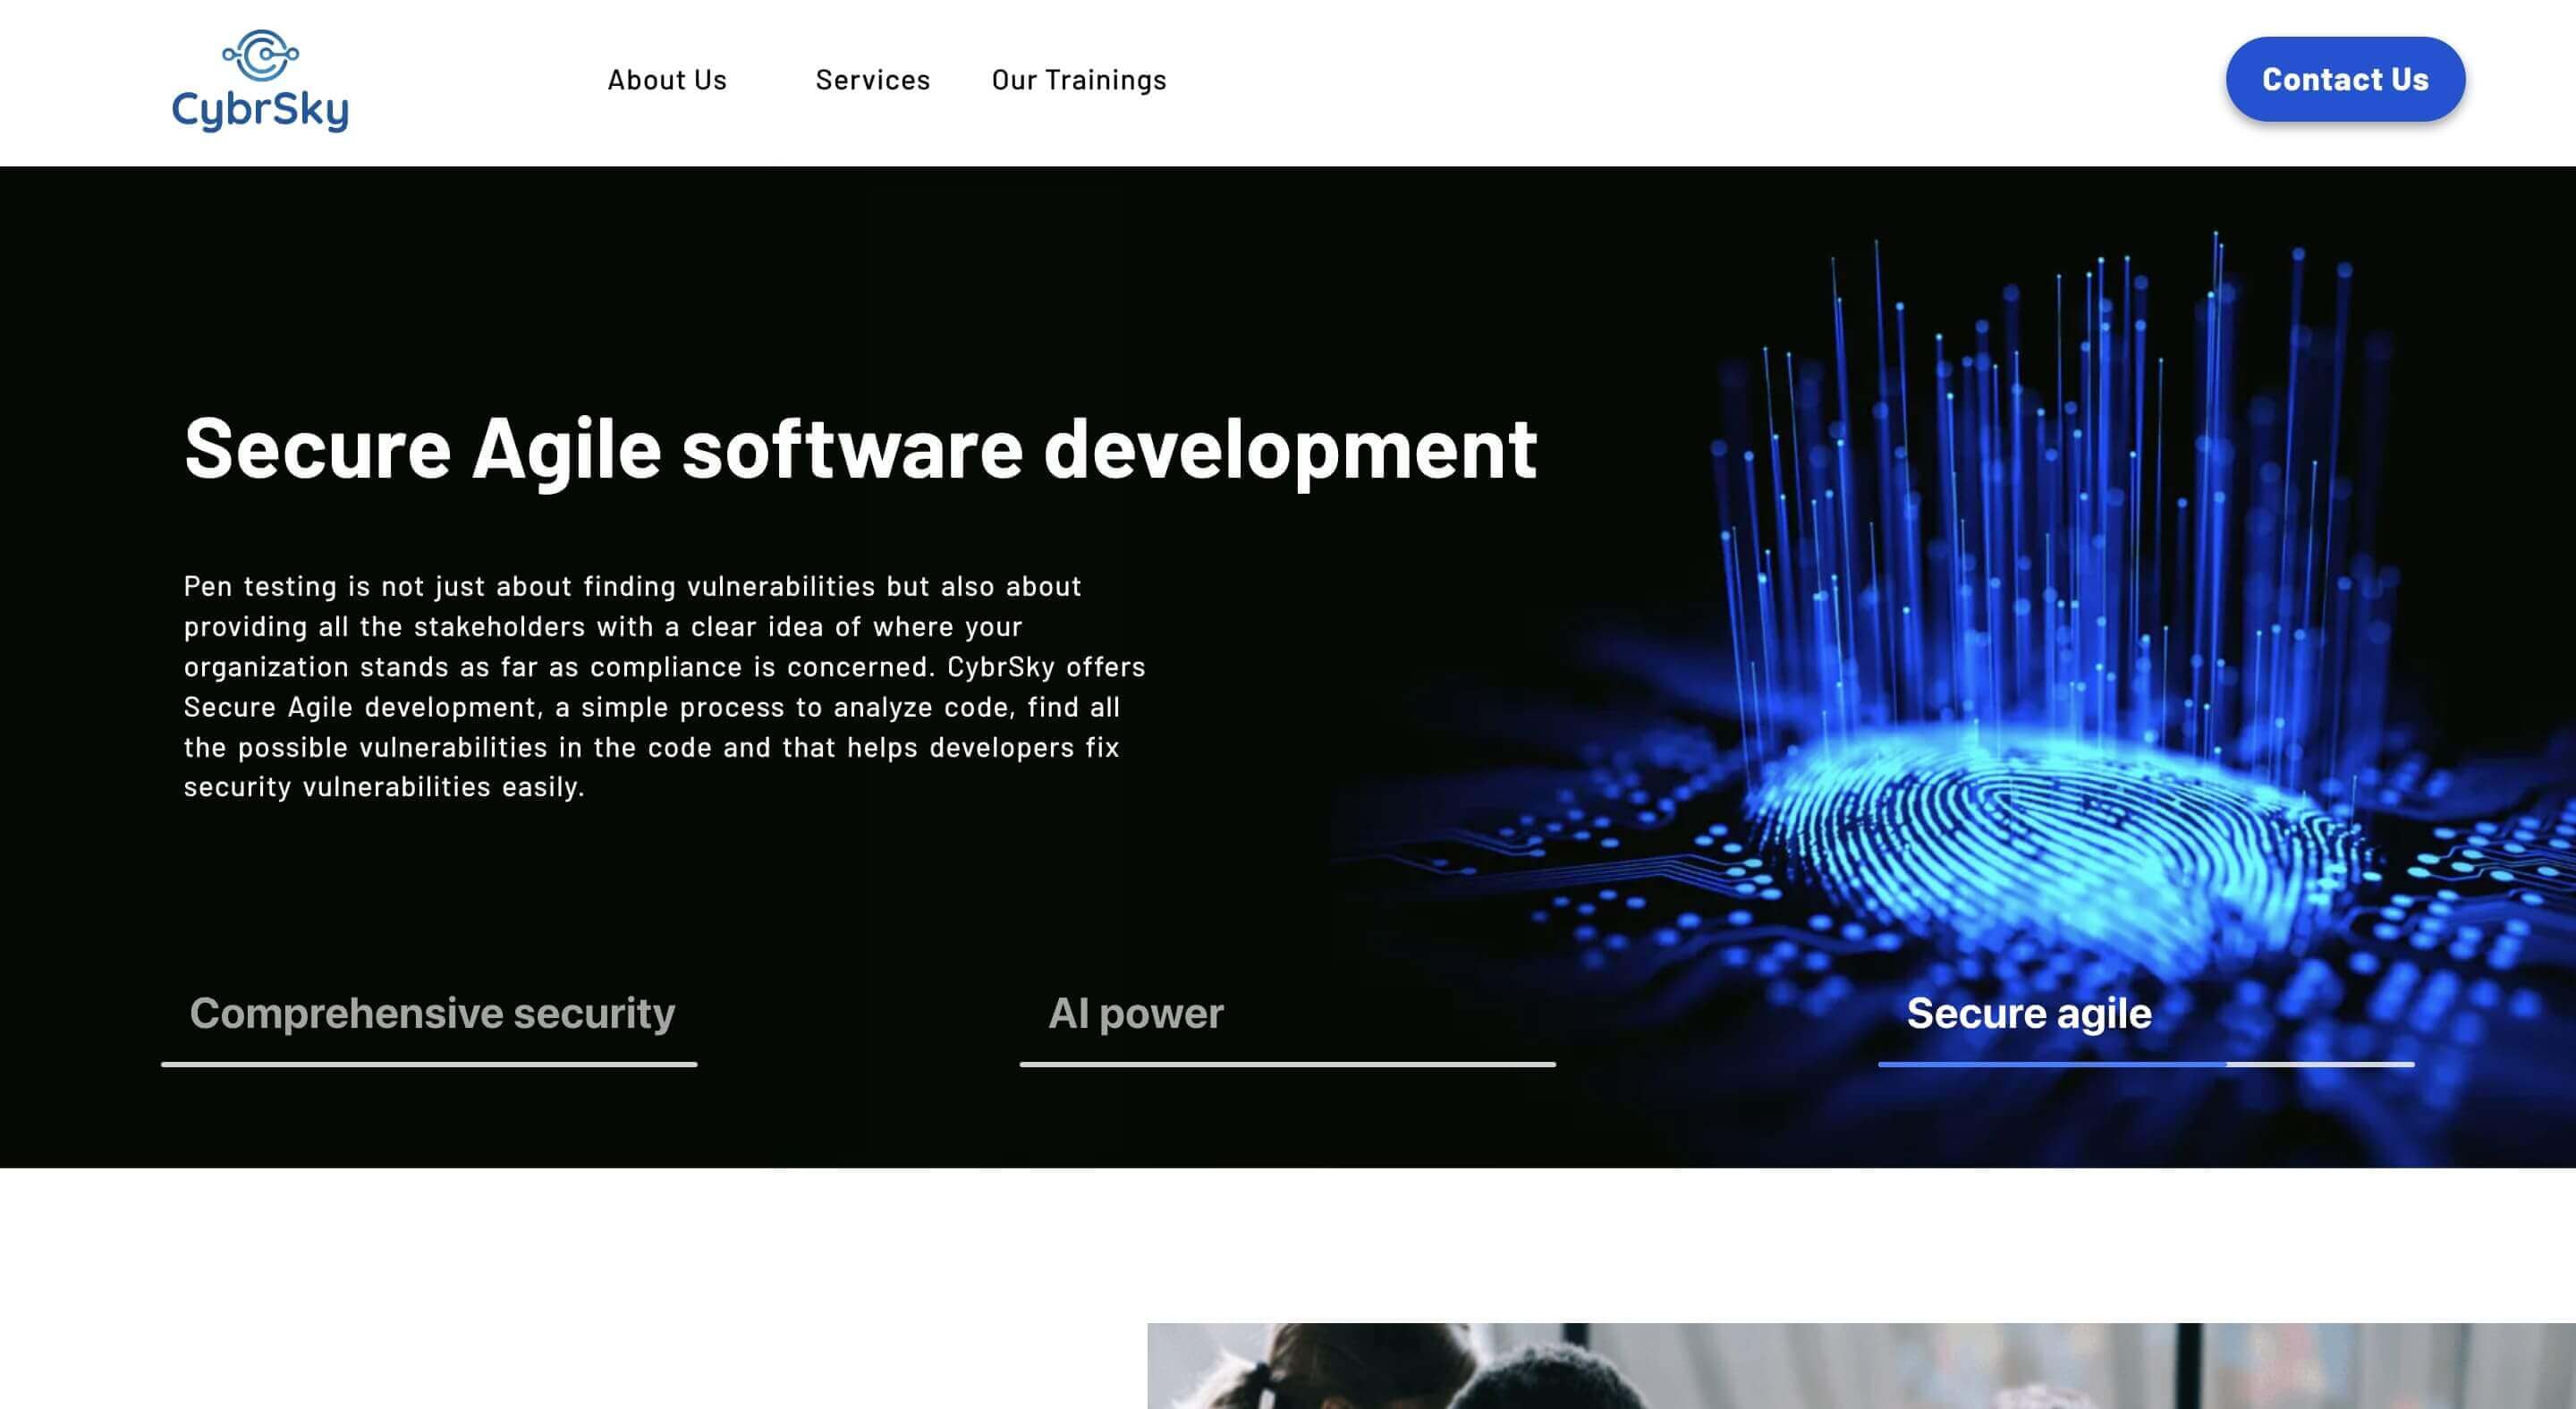 CybrSky
About Us
Services
Our Trainings
Contact Us
Secure Agile software development
Pen testing is not just about finding vulnerabilities but also about
providing all the stakeholders with a clear idea of where your
organization stands as far as compliance is concerned. CybrSky offers
Secure Agile development, a simple process to analyze code, find all
the possible vulnerabilities in the code and that helps developers fix
security vulnerabilities easily.
Comprehensive security
AI power
Secure agile